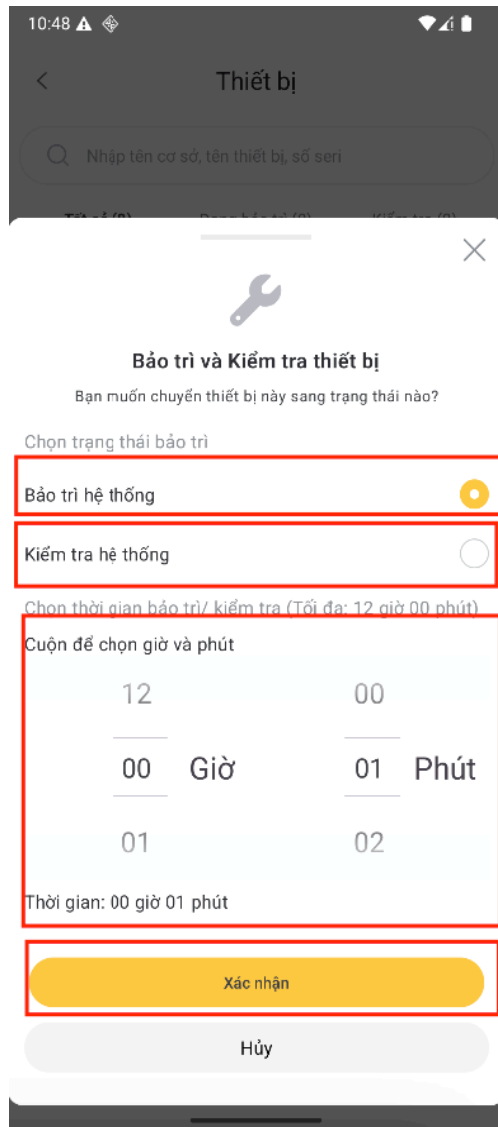 10:48
Thiết bị
Nhập tên cơ sở, tên thiết bị, số seri
Bảo trì và Kiểm tra thiết bị
Bạn muốn chuyển thiết bị này sang trạng thái nào?
Chọn trạng thái bảo trì
Bảo trì hệ thống
Kiểm tra hệ thống
Chọn thời gian bảo trì/ kiểm tra (Tối đa: 12 giờ 00 phút)
Cuộn để chọn giờ và phút
12 00
00 Giờ 01 Phút
01 02
Thời gian: 00 giờ 01 phút
Xác nhận
Hủy